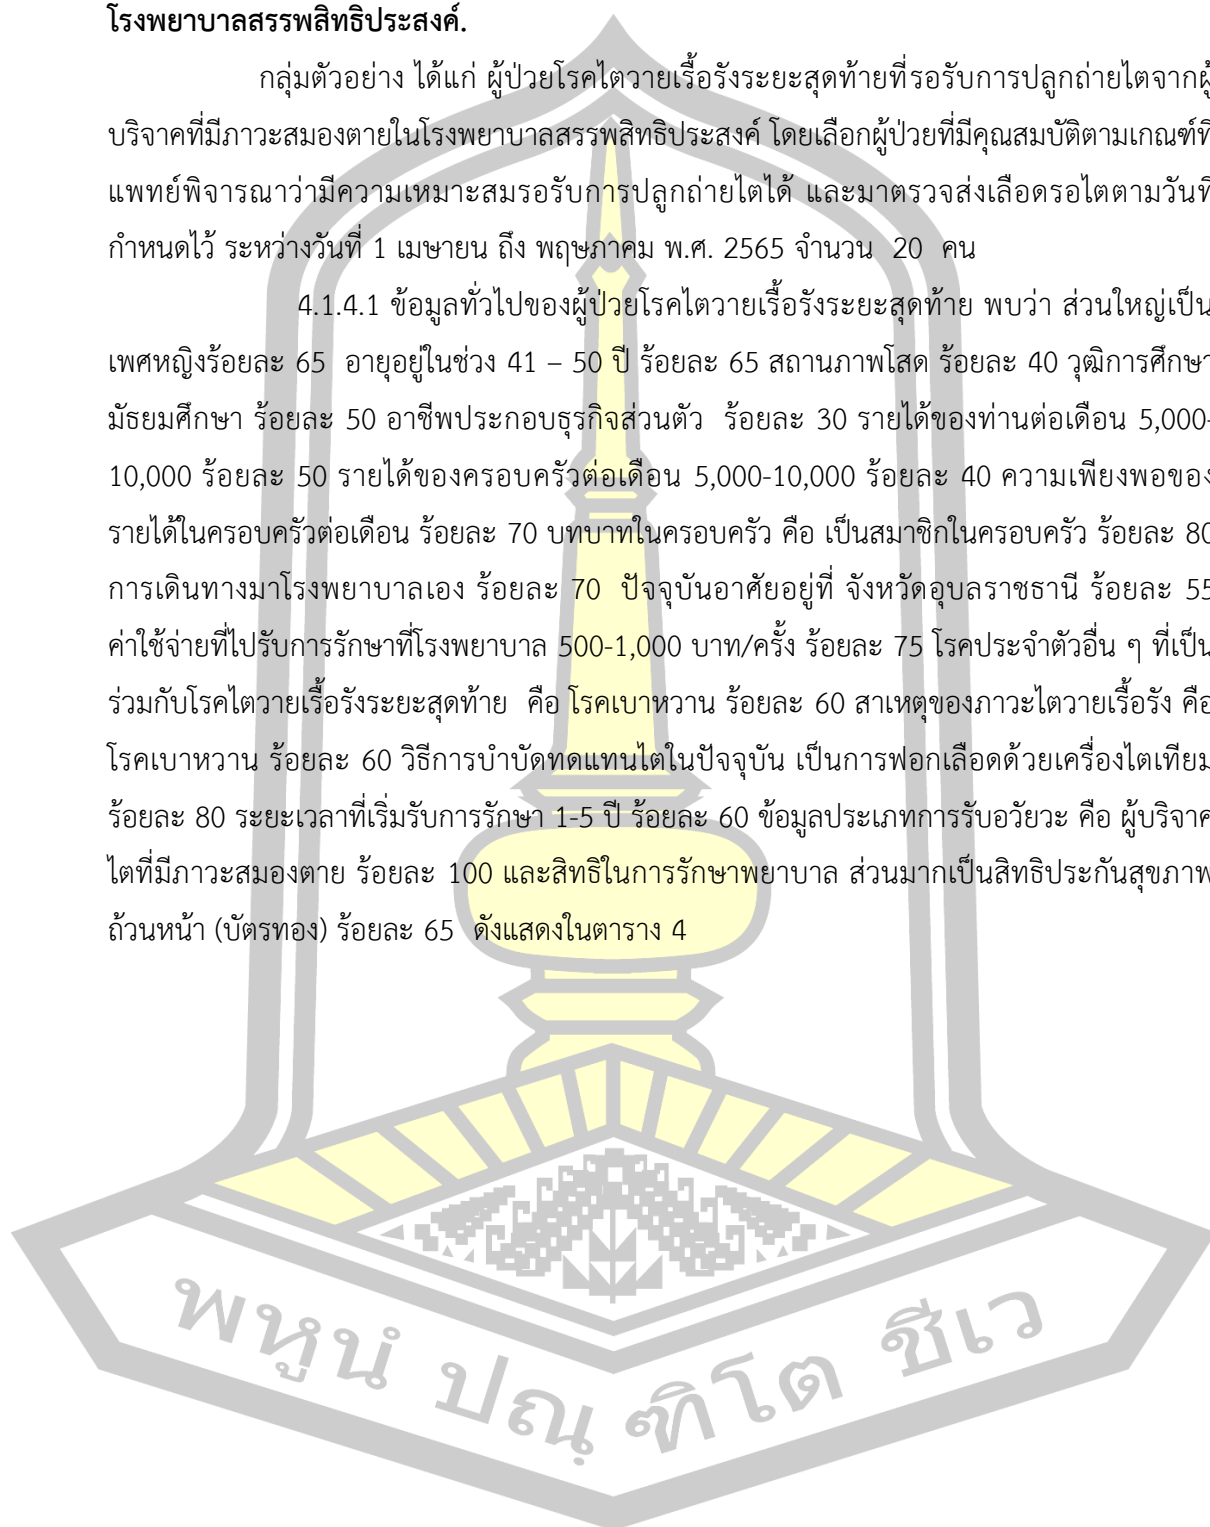 โรงพยาบาลสรรพสิทธิประสงค์.
กลุ่มตัวอย่าง ได้แก่ ผู้ป่วยโรคไตวายเรื้อรังระยะสุดท้ายที่รอรับการปลูกถ่ายไตจากผู้
บริจาคที่มีภาวะสมองตายในโรงพยาบาลสรรพสิทธิประสงค์ โดยเลือกผู้ป่วยที่มีคุณสมบัติตามเกณฑ์ที่
แพทย์พิจารณาว่ามีความเหมาะสมรอรับการปลูกถ่ายไตได้ และมาตรวจส่งเลือดรอไตตามวันที่
กำหนดไว้ ระหว่างวันที่ 1 เมษายน ถึง พฤษภาคม พ.ศ. 2565 จำนวน 20 คน
4.1.4.1 ข้อมูลทั่วไปของผู้ป่วยโรคไตวายเรื้อรังระยะสุดท้าย พบว่า ส่วนใหญ่เป็น
เพศหญิงร้อยละ 65 อายุอยู่ในช่วง 41 – 50 ปี ร้อยละ 65 สถานภาพโสด ร้อยละ 40 วุฒิการศึกษา
มัธยมศึกษา ร้อยละ 50 อาชีพประกอบธุรกิจส่วนตัว ร้อยละ 30 รายได้ของท่านต่อเดือน 5,000-
10,000 ร้อยละ 50 รายได้ของครอบครัวต่อเดือน 5,000-10,000 ร้อยละ 40 ความเพียงพอของ
รายได้ในครอบครัวต่อเดือน ร้อยละ 70 บทบาทในครอบครัว คือ เป็นสมาชิกในครอบครัว ร้อยละ 80
การเดินทางมาโรงพยาบาลเอง ร้อยละ 70 ปัจจุบันอาศัยอยู่ที่ จังหวัดอุบลราชธานี ร้อยละ 55
ค่าใช้จ่ายที่ไปรับการรักษาที่โรงพยาบาล 500-1,000 บาท/ครั้ง ร้อยละ 75 โรคประจำตัวอื่น ๆ ที่เป็น
ร่วมกับโรคไตวายเรื้อรังระยะสุดท้าย คือ โรคเบาหวาน ร้อยละ 60 สาเหตุของภาวะไตวายเรื้อรัง คือ
โรคเบาหวาน ร้อยละ 60 วิธีการบำบัดทดแทนไตในปัจจุบัน เป็นการฟอกเลือดด้วยเครื่องไตเทียม
ร้อยละ 80 ระยะเวลาที่เริ่มรับการรักษา 1-5 ปี ร้อยละ 60 ข้อมูลประเภทการรับอวัยวะ คือ ผู้บริจาค
ไตที่มีภาวะสมองตาย ร้อยละ 100 และสิทธิในการรักษาพยาบาล ส่วนมากเป็นสิทธิประกันสุขภาพ
ถ้วนหน้า (บัตรทอง) ร้อยละ 65 ดังแสดงในตาราง 4
พหูนํ ปณฺฑิโต ชีเว